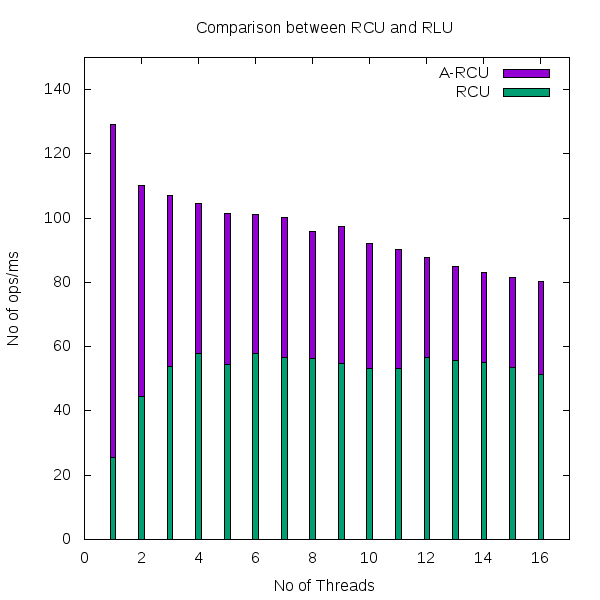 Comparison between RCU and RLU
A-RCU
RCU
140
120
100
80
60
40
20
0
0 2 4 6 8 10 12 14 16
No of ops/ms
No of Threads